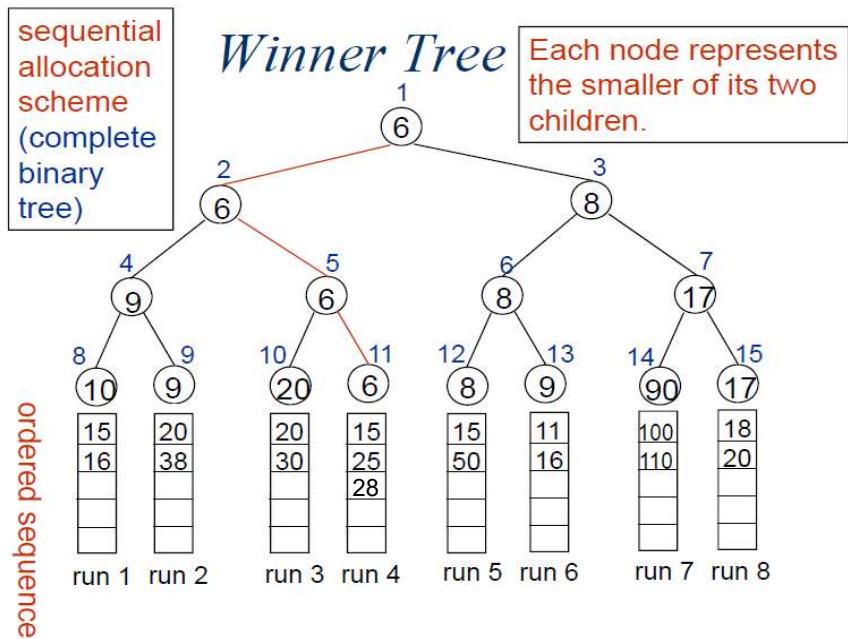 sequential
allocation
scheme
(complete
binary
tree)
Winner Tree
Each node represents
the smaller of its two
children.
1
6
2 3
6 8
4 5 6 7
9 6 8 17
8 9 10 11 12 13 14 15
10 9 20 6 8 9 90 17
15 20 20 15 15 11 100 18
16 38 30 25 50 16 110 20
28
run 1 run 2 run 3 run 4 run 5 run 6 run 7 run 8
ordered sequence